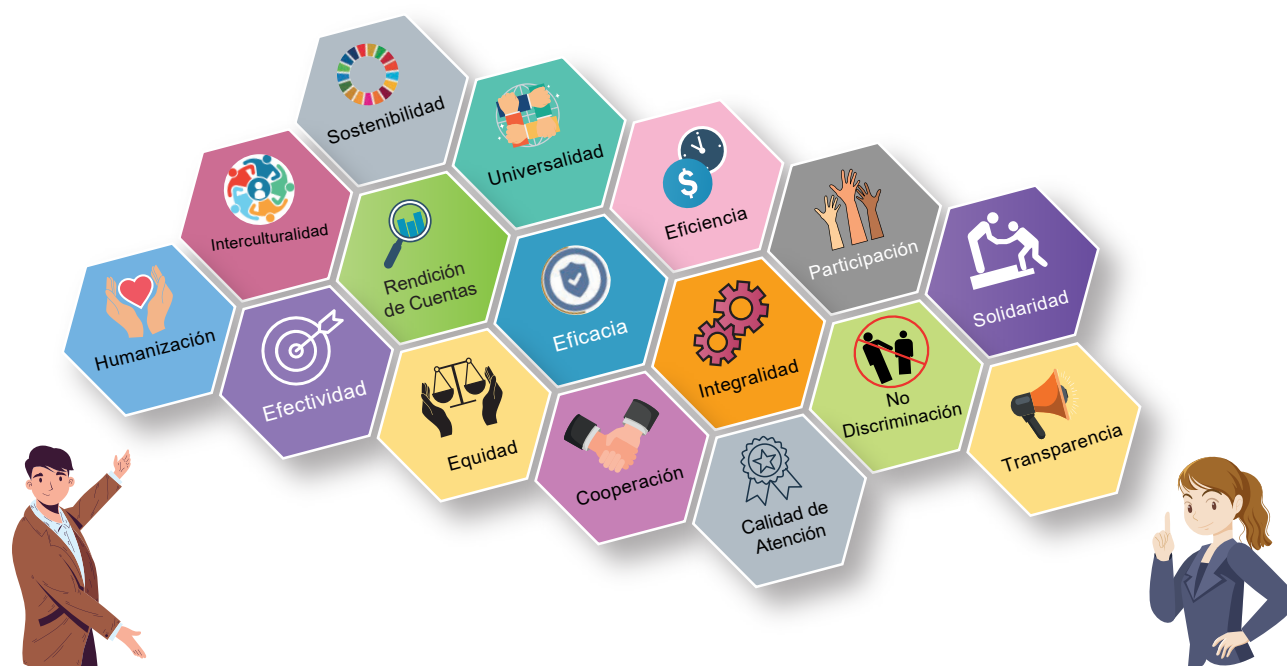 Sostenibilidad
Universalidad
Eficiencia
Participación
Solidaridad
Interculturalidad
Rendición
de Cuentas
Eficacia
Integralidad
No
Discriminación
Transparencia
Humanización
Efectividad
Equidad
Cooperación
Calidad de
Atención
$